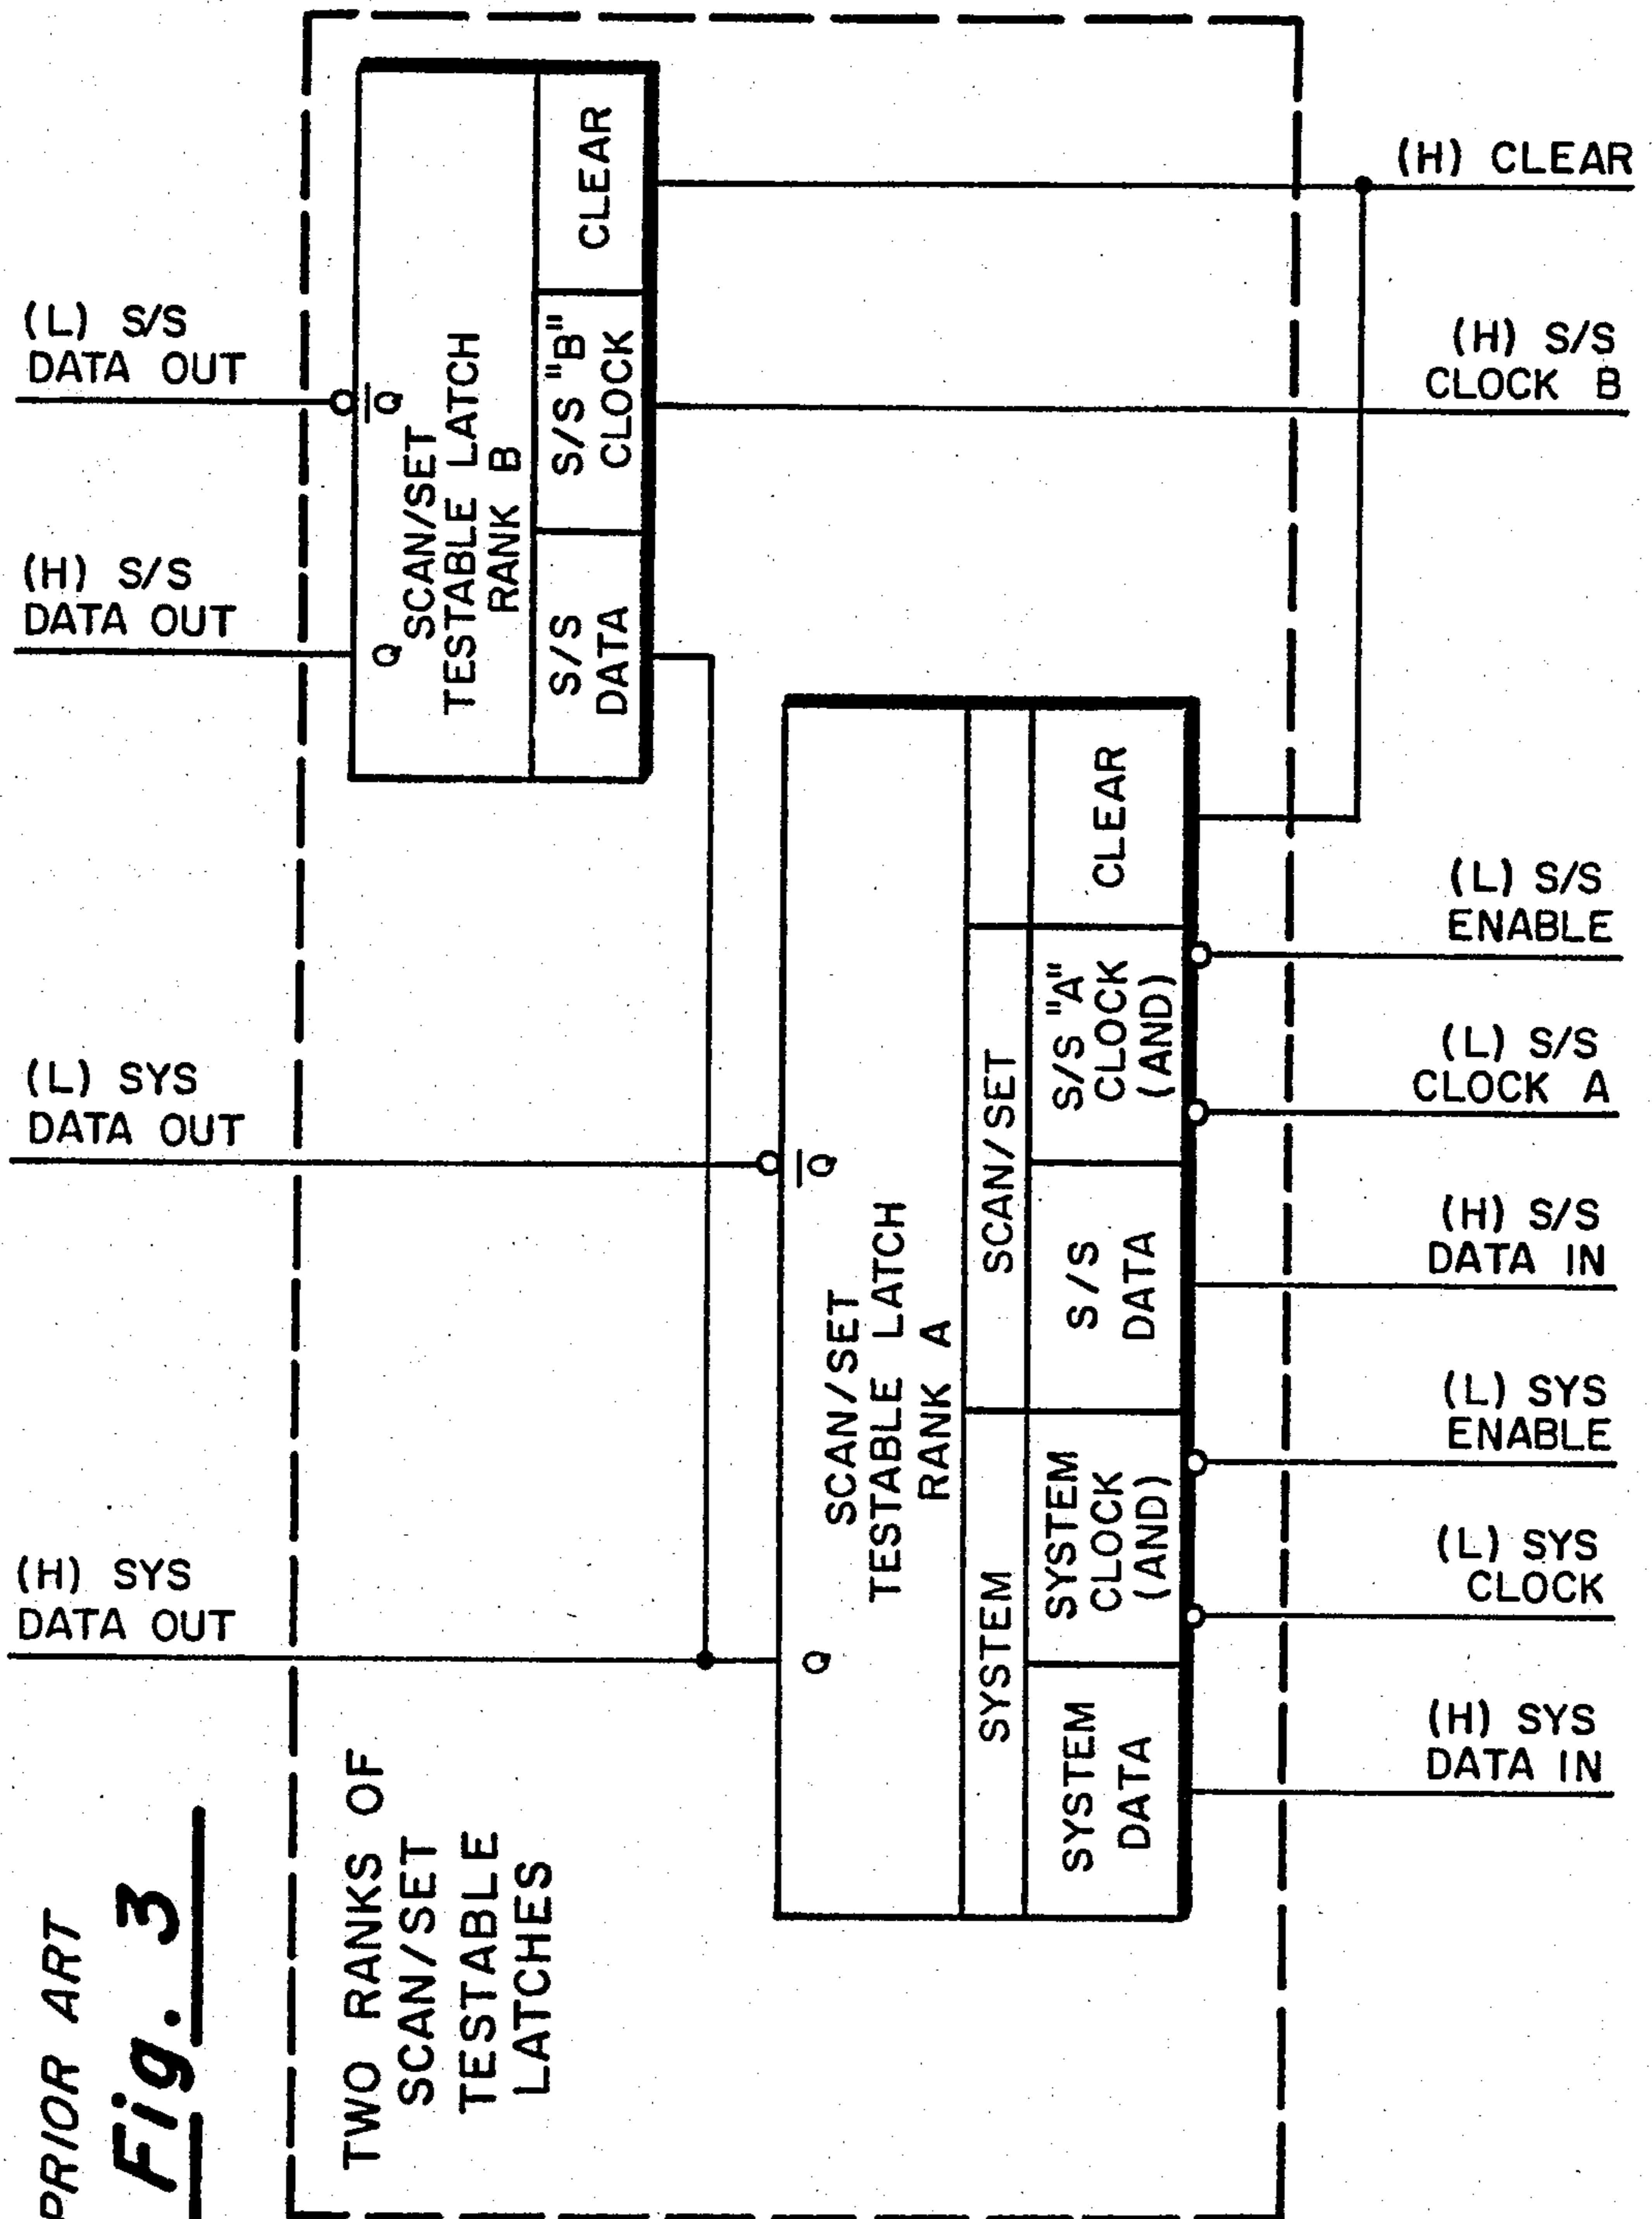 PRIOR ART
Fig. 3
TWO RANKS OF
SCAN/SET
TESTABLE
LATCHES
(L) S/S
DATA OUT
(H) S/S
DATA OUT
(L) SYS
DATA OUT
(H) SYS
DATA OUT
Q
Q
SCAN/SET
TESTABLE LATCH
RANK B
S/S
DATA
S/S "B"
CLOCK
CLEAR
Q
Q
SCAN/SET
TESTABLE LATCH
RANK A
SYSTEM
SCAN/SET
SYSTEM
DATA
SYSTEM
CLOCK
(AND)
S/S
DATA
S/S "A"
CLOCK
(AND)
CLEAR
(H) CLEAR
(H) S/S
CLOCK B
(L) S/S
ENABLE
(L) S/S
CLOCK A
(H) S/S
DATA IN
(L) SYS
ENABLE
(L) SYS
CLOCK
(H) SYS
DATA IN